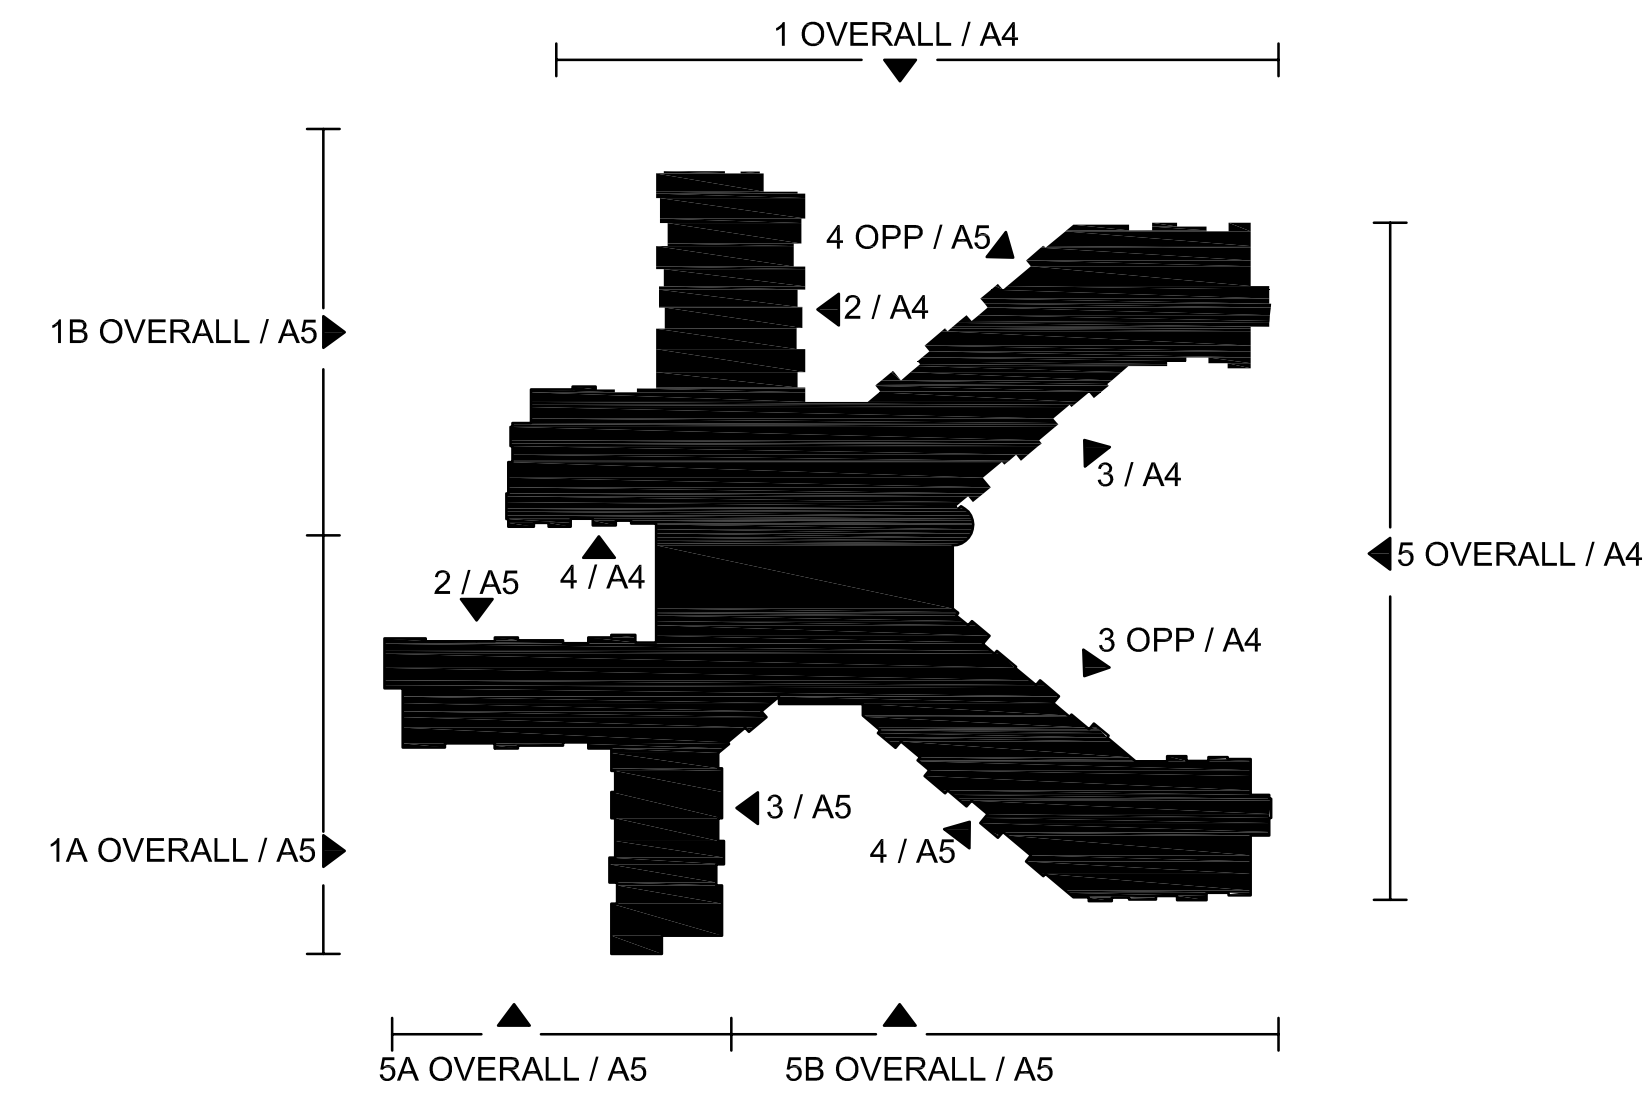 1 OVERALL / A4
4 OPP / A5
2 / A4
1B OVERALL / A5
3 / A4
5 OVERALL / A4
2 / A5
4 / A4
3 OPP / A4
3 / A5
1A OVERALL / A5
4 / A5
5A OVERALL / A5
5B OVERALL / A5